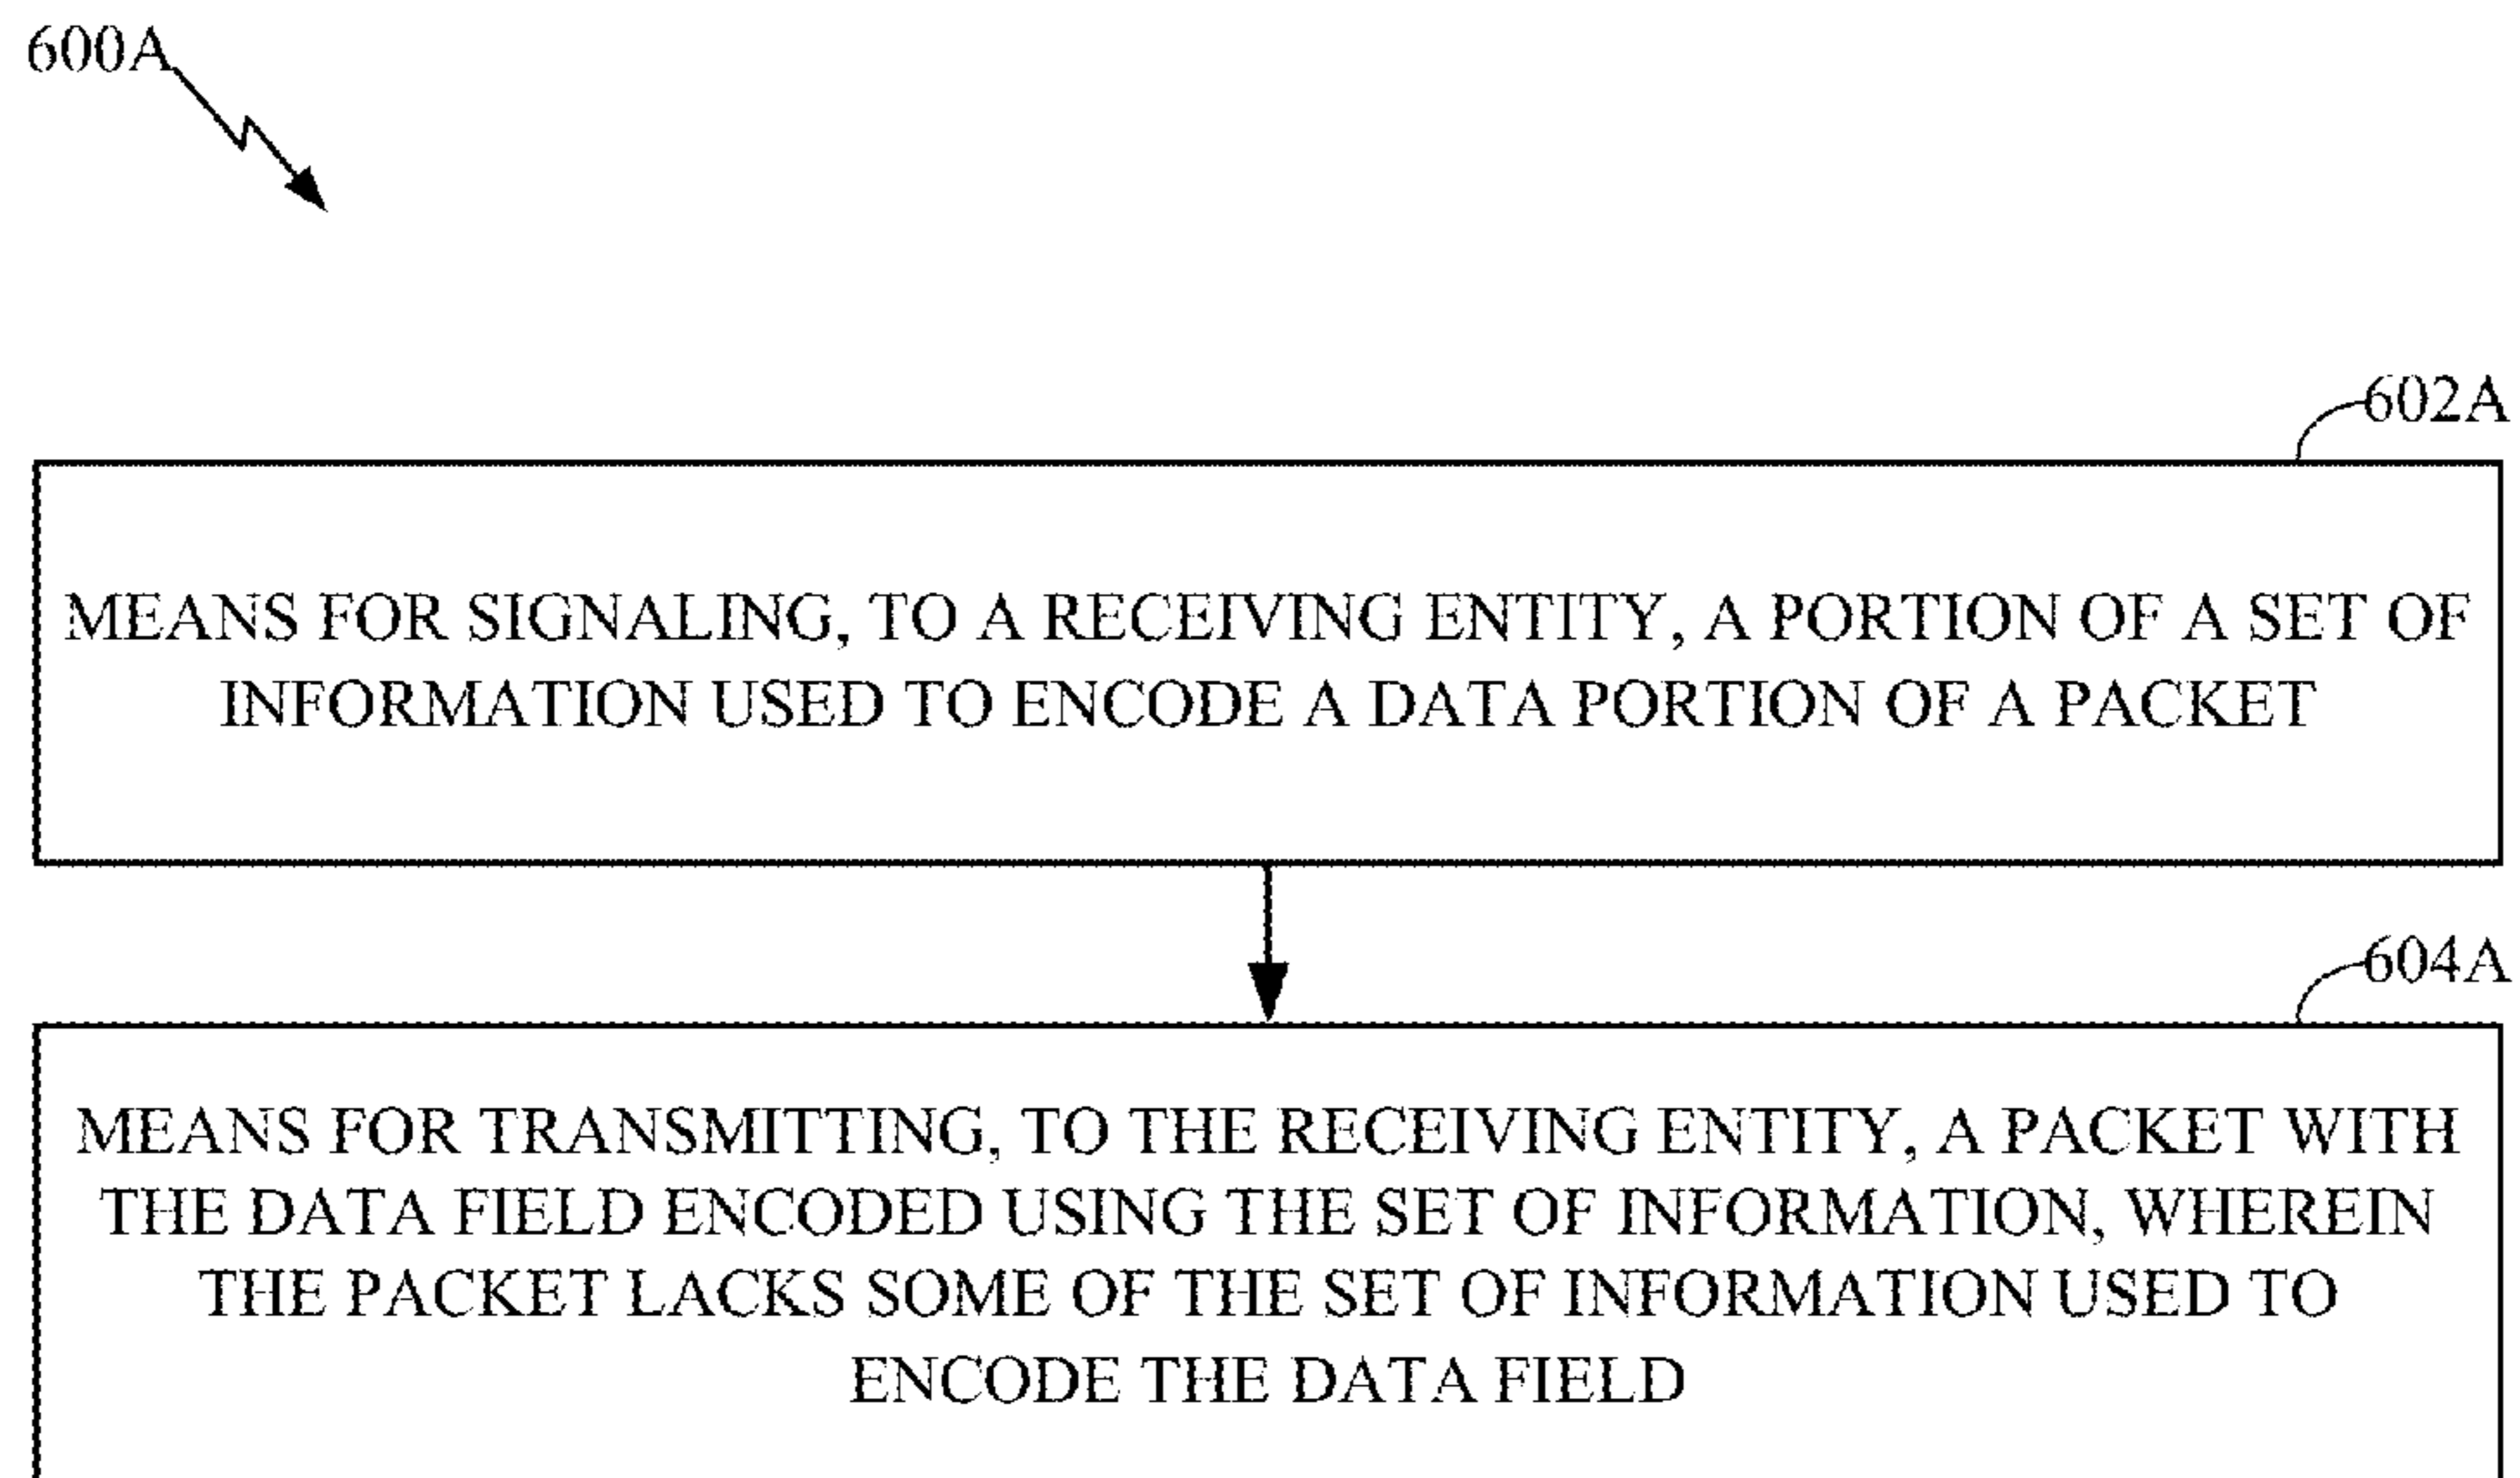 600A
602A
MEANS FOR SIGNALING, TO A RECEIVING ENTITY, A PORTION OF A SET OF
INFORMATION USED TO ENCODE A DATA PORTION OF A PACKET
604A
MEANS FOR TRANSMITTING, TO THE RECEIVING ENTITY, A PACKET WITH
THE DATA FIELD ENCODED USING THE SET OF INFORMATION, WHEREIN
THE PACKET LACKS SOME OF THE SET OF INFORMATION USED TO
ENCODE THE DATA FIELD